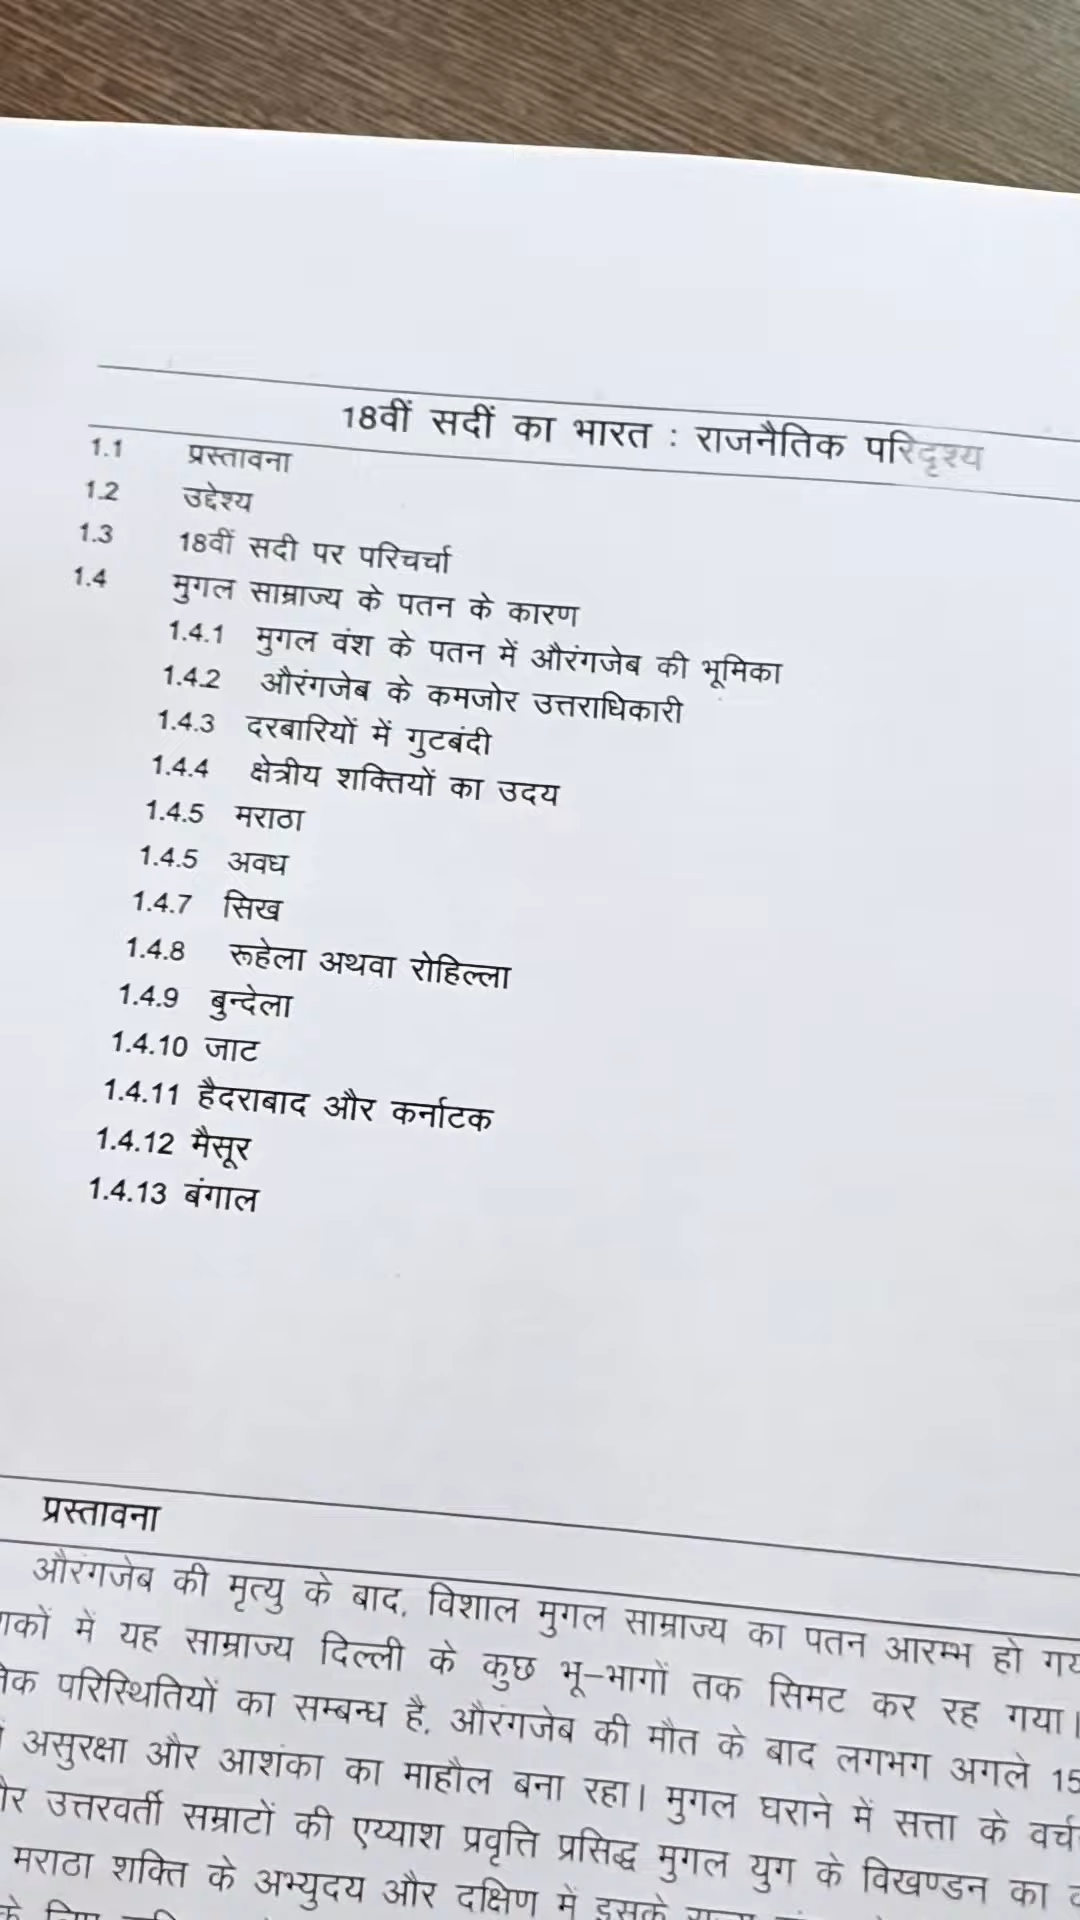 18वीं सदीं का भारत : राजनैतिक परिदृश्य
1.1 प्रस्तावना
1.2 उद्देश्य
1.3 18वीं सदी पर परिचर्चा
1.4 मुगल साम्राज्य के पतन के कारण
1.4.1 मुगल वंश के पतन में औरंगजेब की भूमिका
1.4.2 औरंगजेब के कमजोर उत्तराधिकारी
1.4.3 दरबारियों में गुटबंदी
1.4.4 क्षेत्रीय शक्तियों का उदय
1.4.5 मराठा
1.4.5 अवध
1.4.7 सिख
1.4.8 रूहेला अथवा रोहिल्ला
1.4.9 बुन्देला
1.4.10 जाट
1.4.11 हैदराबाद और कर्नाटक
1.4.12 मैसूर
1.4.13 बंगाल
प्रस्तावना
औरंगजेब की मृत्यु के बाद, विशाल मुगल साम्राज्य का पतन आरम्भ हो
में यह साम्राज्य दिल्ली के कुछ भू–भागों तक सिमट कर रह गया।
परिस्थितियों का सम्बन्ध है, औरंगजेब की मौत के बाद लगभग अगले 15
असुरक्षा और आशंका का माहौल बना रहा। मुगल घराने में सत्ता के
उत्तरवर्ती सम्राटों की एय्याश प्रवृत्ति प्रसिद्ध मुगल युग के विखण्डन का
मराठा शक्ति के अभ्युदय और दक्षिण में इसके